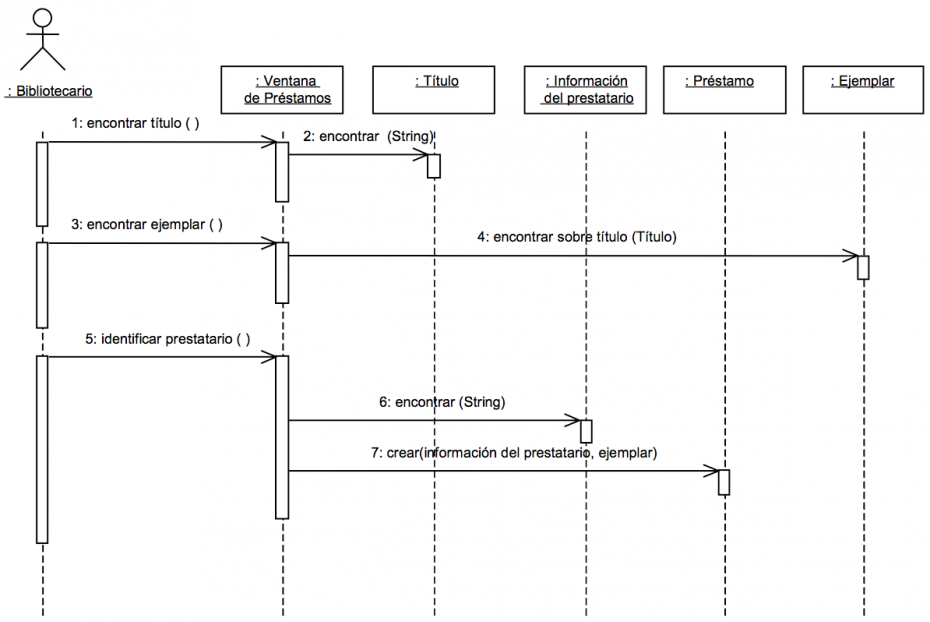 : Bibliotecario
: Ventana
de Préstamos
: Título
: Información
del prestatario
: Préstamo
: Ejemplar
1: encontrar título ( )
2: encontrar (String)
3: encontrar ejemplar ( )
4: encontrar sobre título (Título)
5: identificar prestatario ( )
6: encontrar (String)
7: crear(información del prestatario, ejemplar)